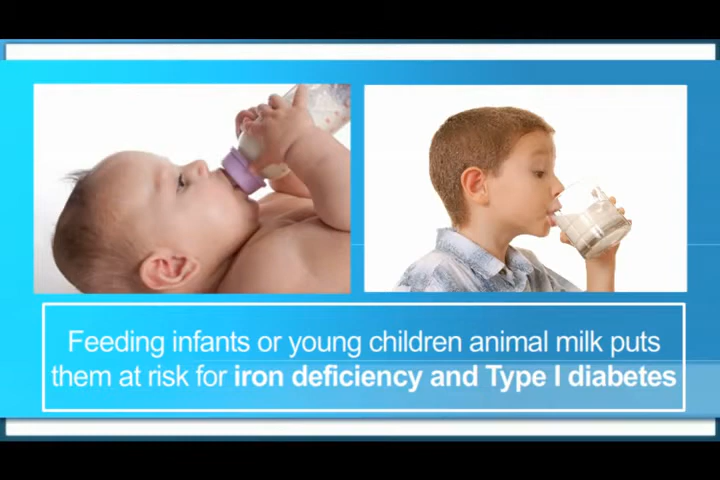 Feeding infants or young children animal milk puts
them at risk for iron deficiency and Type I diabetes